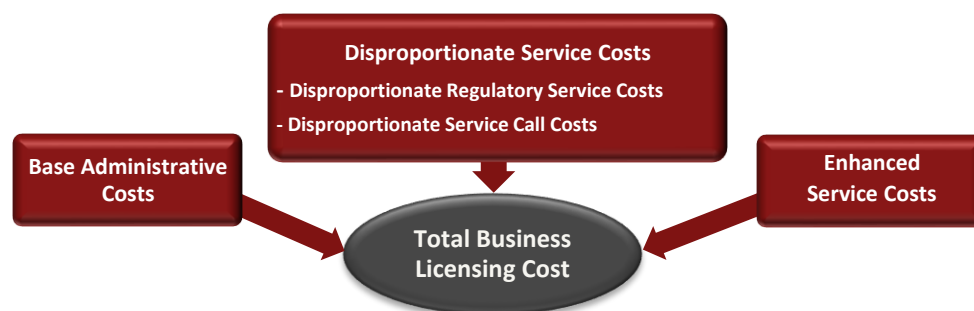 Disproportionate Service Costs
- Disproportionate Regulatory Service Costs
- Disproportionate Service Call Costs
Base Administrative
Costs
Enhanced
Service Costs
Total Business
Licensing Cost